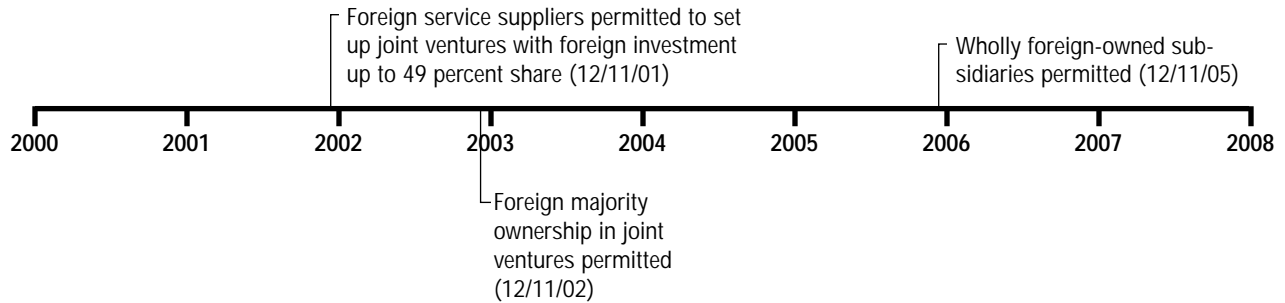 Foreign service suppliers permitted to set
up joint ventures with foreign investment
up to 49 percent share (12/11/01)
Wholly foreign-owned sub-
sidiaries permitted (12/11/05)
2000 2001 2002 2003 2004 2005 2006 2007 2008
Foreign majority
ownership in joint
ventures permitted
(12/11/02)